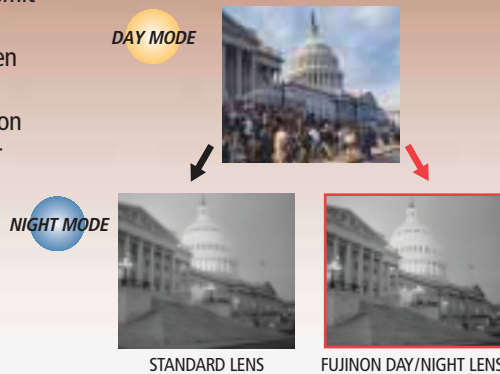 DAY MODE
NIGHT MODE
STANDARD LENS
FUJINON DAY/NIGHT LENS